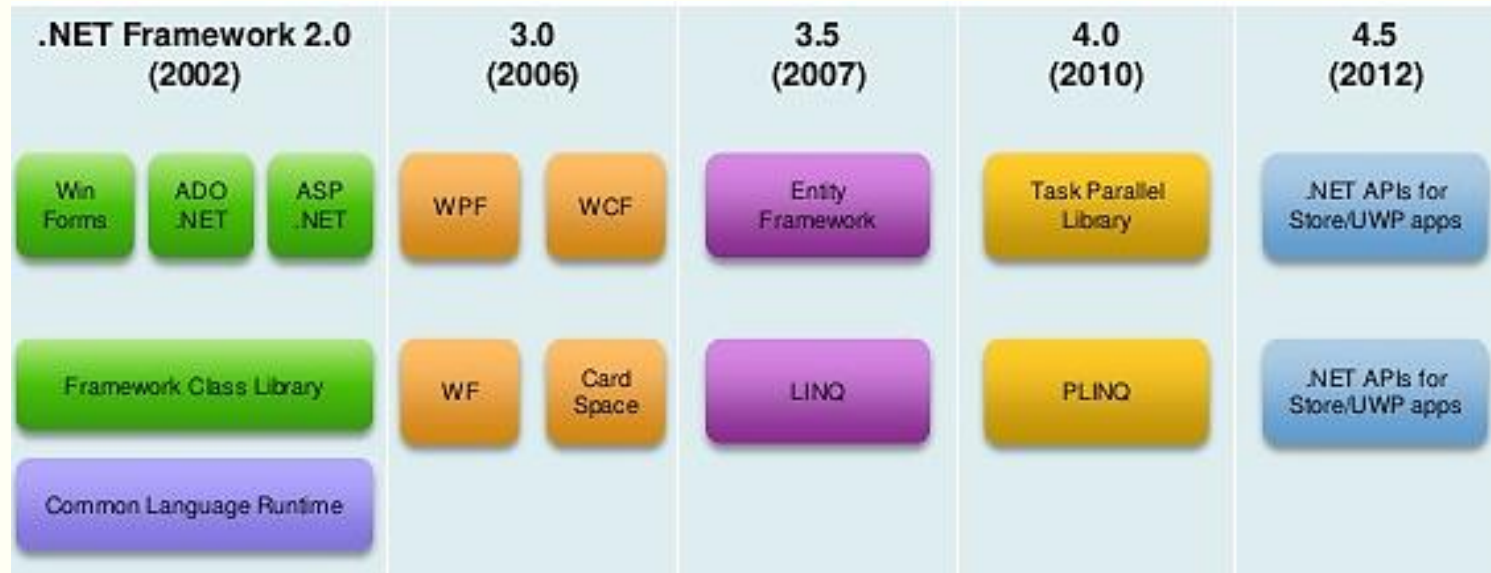 .NET Framework 2.0
(2002)
3.0
(2006)
3.5
(2007)
4.0
(2010)
4.5
(2012)
Win
Forms
ADO
.NET
ASP
.NET
WPF
WCF
Entity
Framework
Task Parallel
Library
.NET APIs for
Store/UWP apps
Framework Class Library
WF
Card
Space
LINQ
PLINQ
.NET APIs for
Store/UWP apps
Common Language Runtime